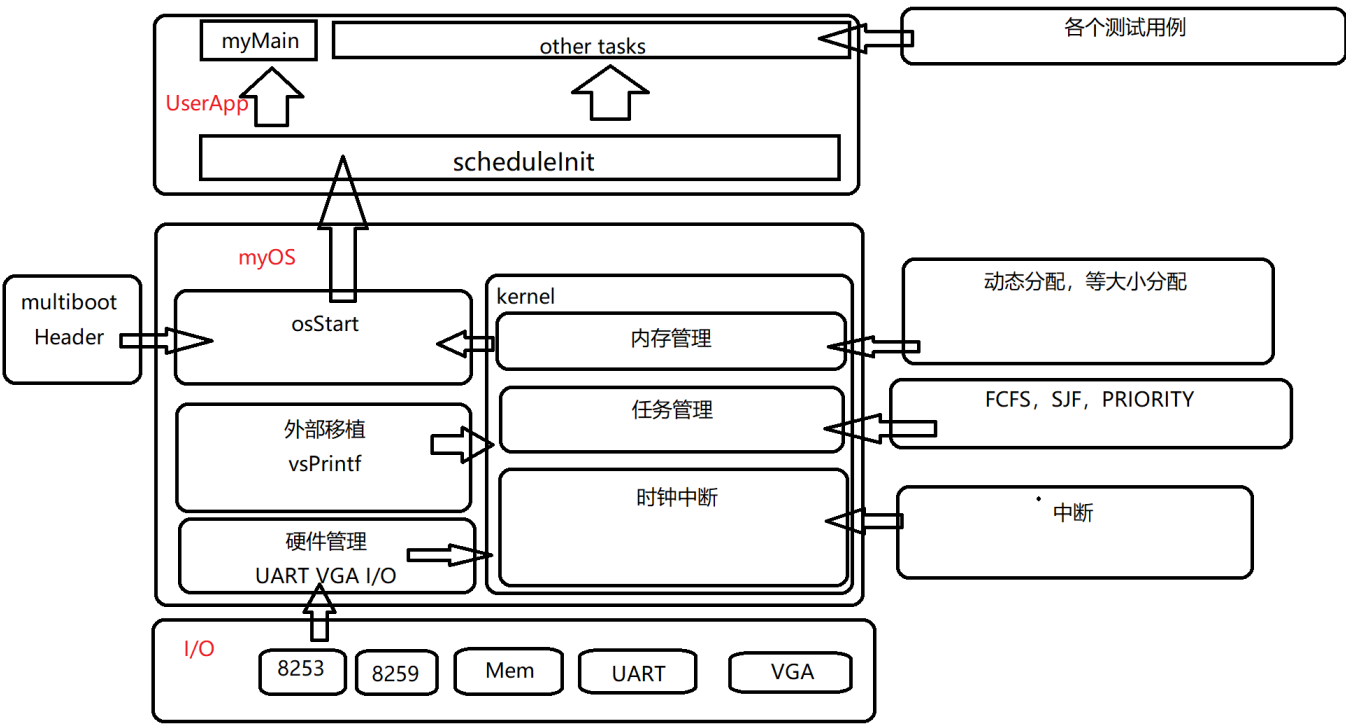 myMain
other tasks
各个测试用例
UserApp
scheduleInit
myOS
multiboot
Header
osStart
kernel
内存管理
动态分配，等大小分配
任务管理
FCFS，SJF，PRIORITY
外部移植
vsPrintf
时钟中断
中断
硬件管理
UART VGA I/O
I/O
8253
8259
Mem
UART
VGA